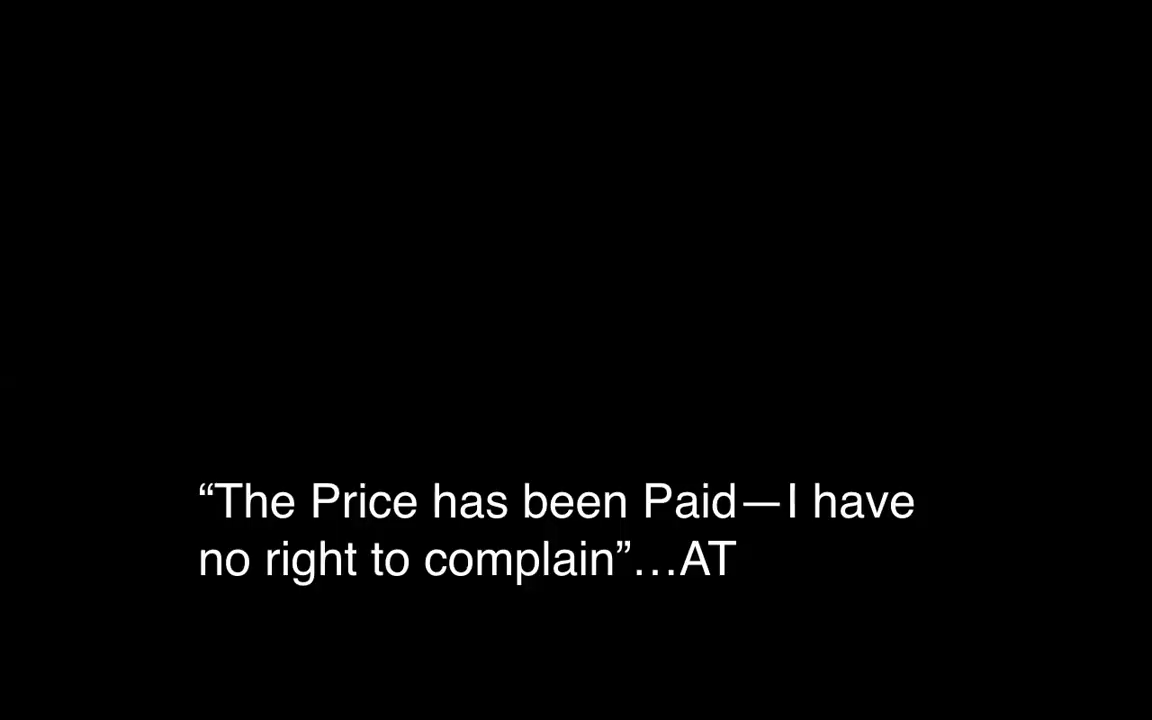 “The Price has been Paid—I have
no right to complain”…AT